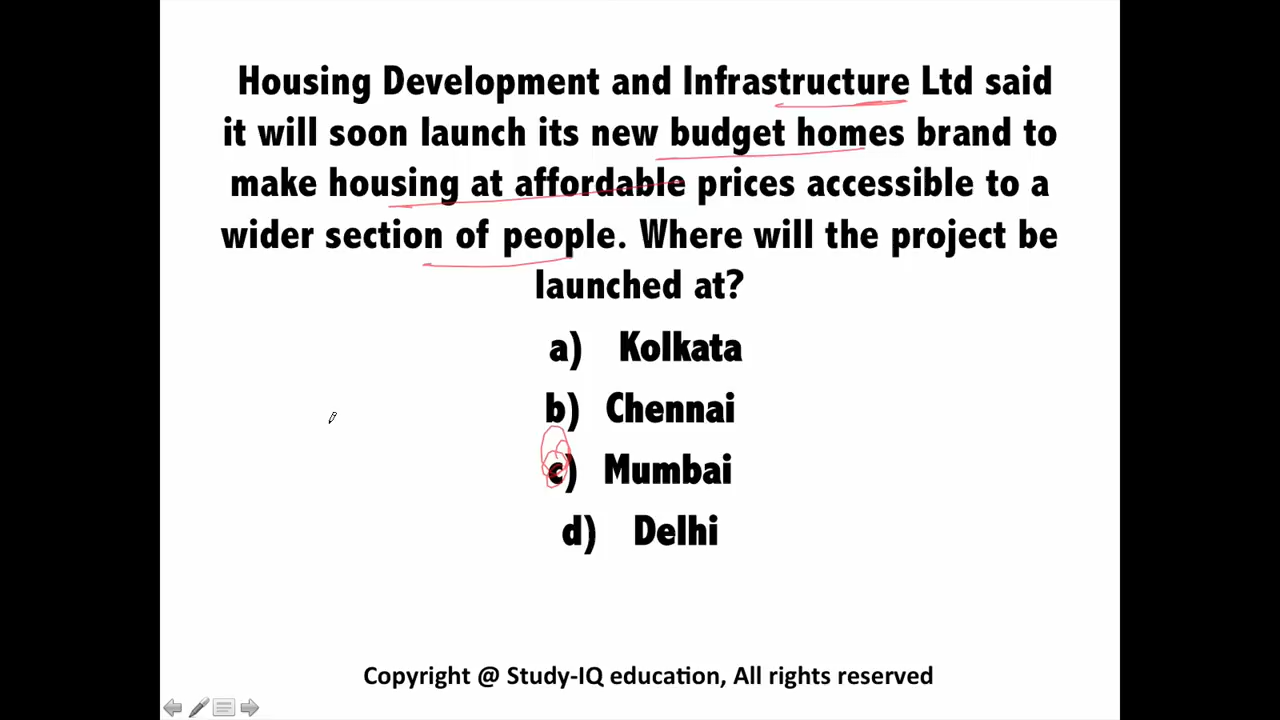 Housing Development and Infrastructure Ltd said
it will soon launch its new budget homes brand to
make housing at affordable prices accessible to a
wider section of people. Where will the project be
launched at?
a) Kolkata
b) Chennai
c) Mumbai
d) Delhi
Copyright @ Study-IQ education, All rights reserved